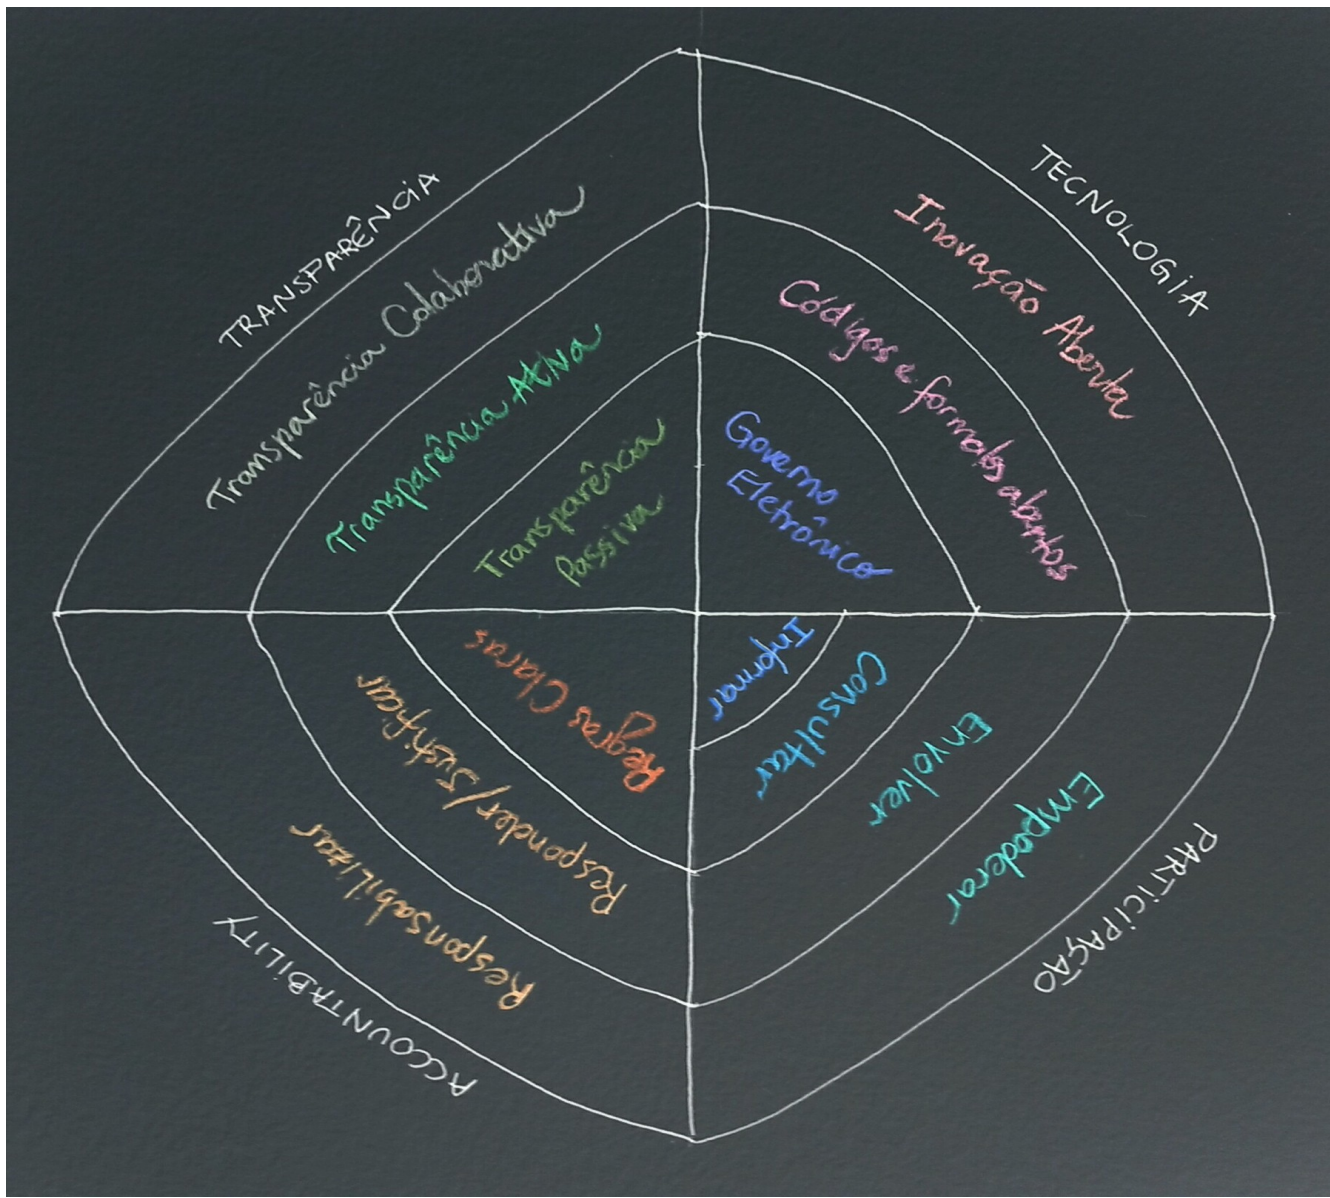 TRANSPARÊNCIA
Transparência Colaborativa
Transparência Ativa
Transparência
Passiva
TECNOLOGIA
Inovação Aberta
Códigos e formatos abertos
Governo
Eletrônico
Informar
Consultar
Envolver
Empoderar
PARTICIPAÇÃO
Regras Claras
Responder/Justificar
Responsabilizar
ACCOUNTABILITY